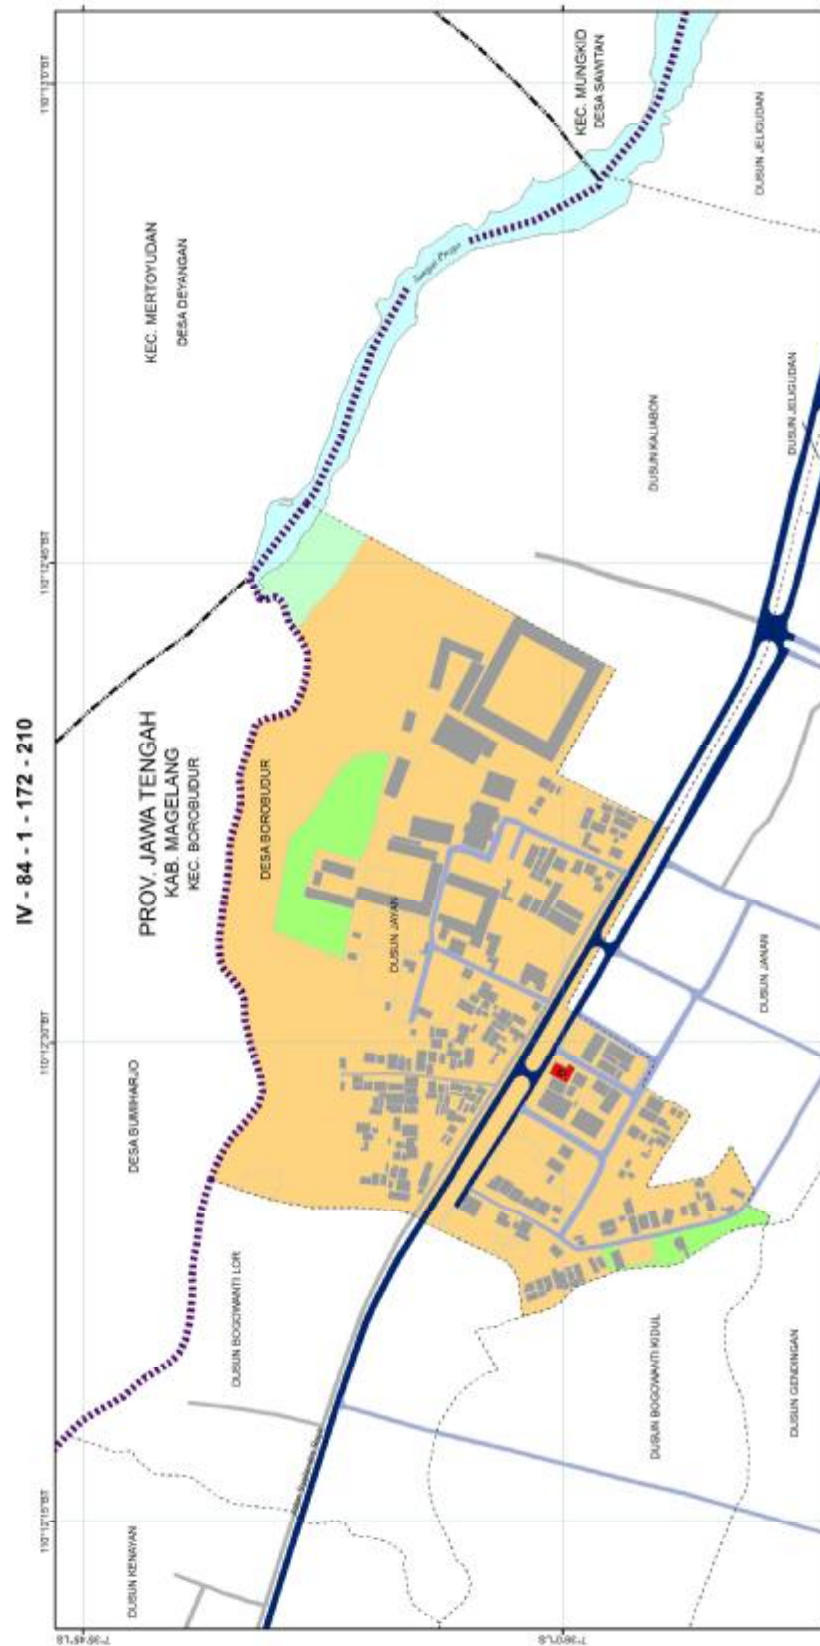 IV - 84 - 1 - 172 - 210
110°12'15"BT
110°12'30"BT
110°12'45"BT
110°13'0"BT
7°35'45"LS
7°36'0"LS
DUSUN KENAYAN
DESA BUMIHARJO
PROV. JAWA TENGAH
KAB. MAGELANG
KEC. BOROBUDUR
KEC. MERTOYUDAN
DESA DEYANGAN
DUSUN BOGOWANTI LOR
DESA BOROBUDUR
DUSUN JAYAN
Sungai Progo
KEC. MUNGKID
DESA SAWITAN
DUSUN BOGOWANTI KIDUL
DUSUN KALIABON
DUSUN JELIGUDAN
DUSUN GENDINGAN
DUSUN JANAN
DUSUN JELIGUDAN